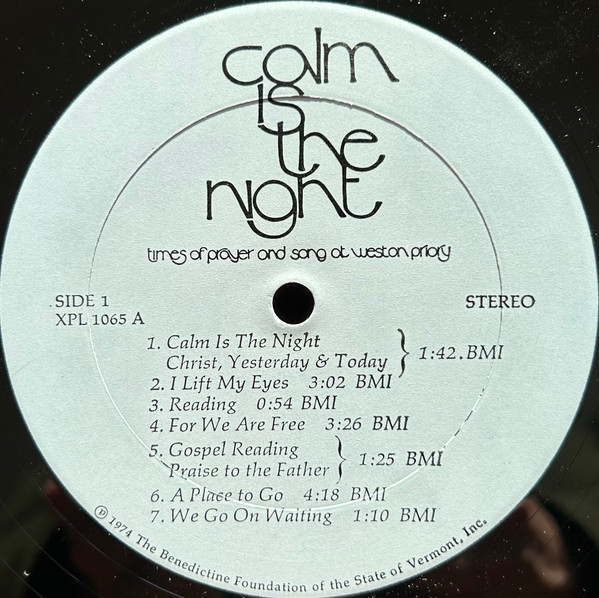 calm
is
the
night
times of prayer and song at weston priory
SIDE 1
XPL 1065 A
STEREO
1. Calm Is The Night
Christ, Yesterday & Today } 1:42. BMI
2. I Lift My Eyes 3:02 BMI
3. Reading 0:54 BMI
4. For We Are Free 3:26 BMI
5. Gospel Reading
Praise to the Father } 1:25 BMI
6. A Place to Go 4:18 BMI
7. We Go On Waiting 1:10 BMI
℗ 1974 The Benedictine Foundation of the State of Vermont, Inc.